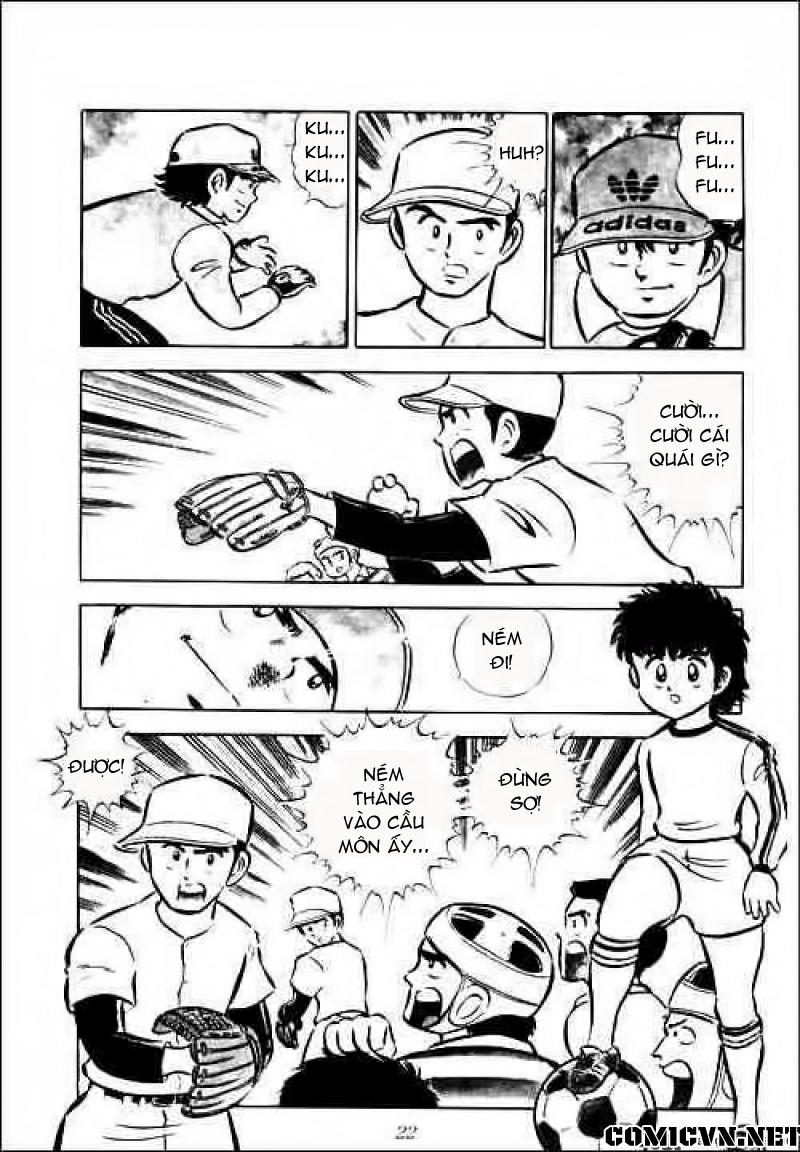 KU...
KU...
KU...
HUH?
FU...
FU...
FU...
adidas
CƯỜI...
CƯỜI CÁI
QUÁI GÌ?
NÉM
ĐI!
ĐƯỢC!
NÉM
THẲNG
VÀO CẦU
MÔN ẤY...
ĐỪNG
SỢ!
22
COMICVN.NET